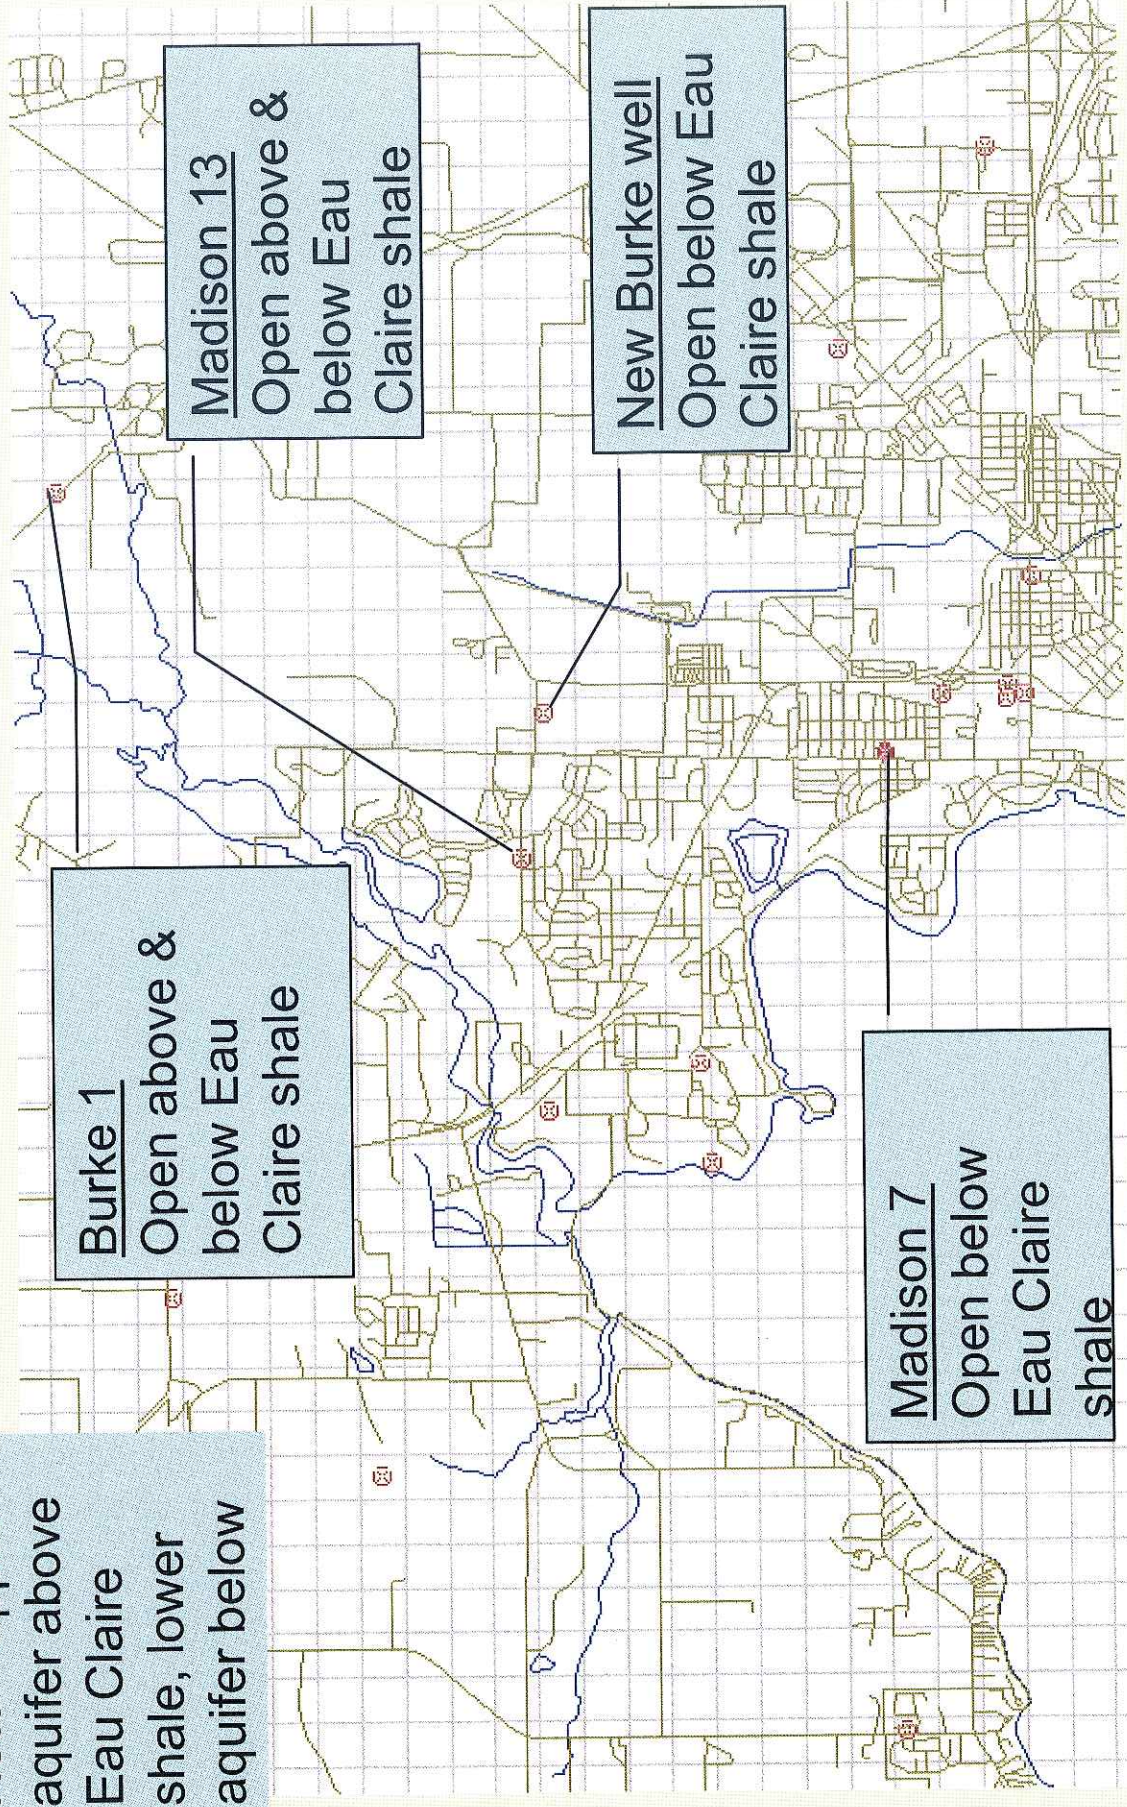 aquifer above
Eau Claire
shale, lower
aquifer below
Burke 1
Open above &
below Eau
Claire shale
Madison 13
Open above &
below Eau
Claire shale
New Burke well
Open below Eau
Claire shale
Madison 7
Open below
Eau Claire
shale